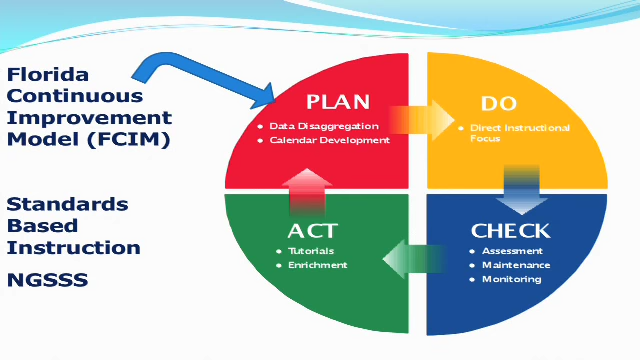 Florida
Continuous
Improvement
Model (FCIM)
Standards
Based
Instruction
NGSSS
PLAN
• Data Disaggregation
• Calendar Development
DO
• Direct Instructional
Focus
ACT
• Tutorials
• Enrichment
CHECK
• Assessment
• Maintenance
• Monitoring